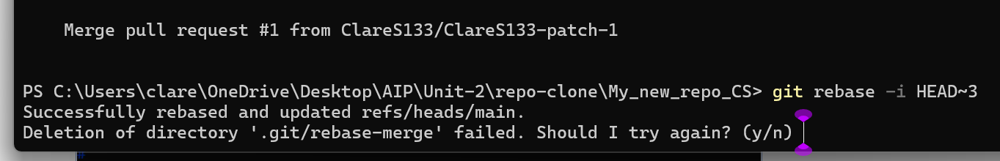 Merge pull request #1 from ClareS133/ClareS133-patch-1
PS C:\Users\clare\OneDrive\Desktop\AIP\Unit-2\repo-clone\My_new_repo_CS> git rebase -i HEAD~3
Successfully rebased and updated refs/heads/main.
Deletion of directory '.git/rebase-merge' failed. Should I try again? (y/n)